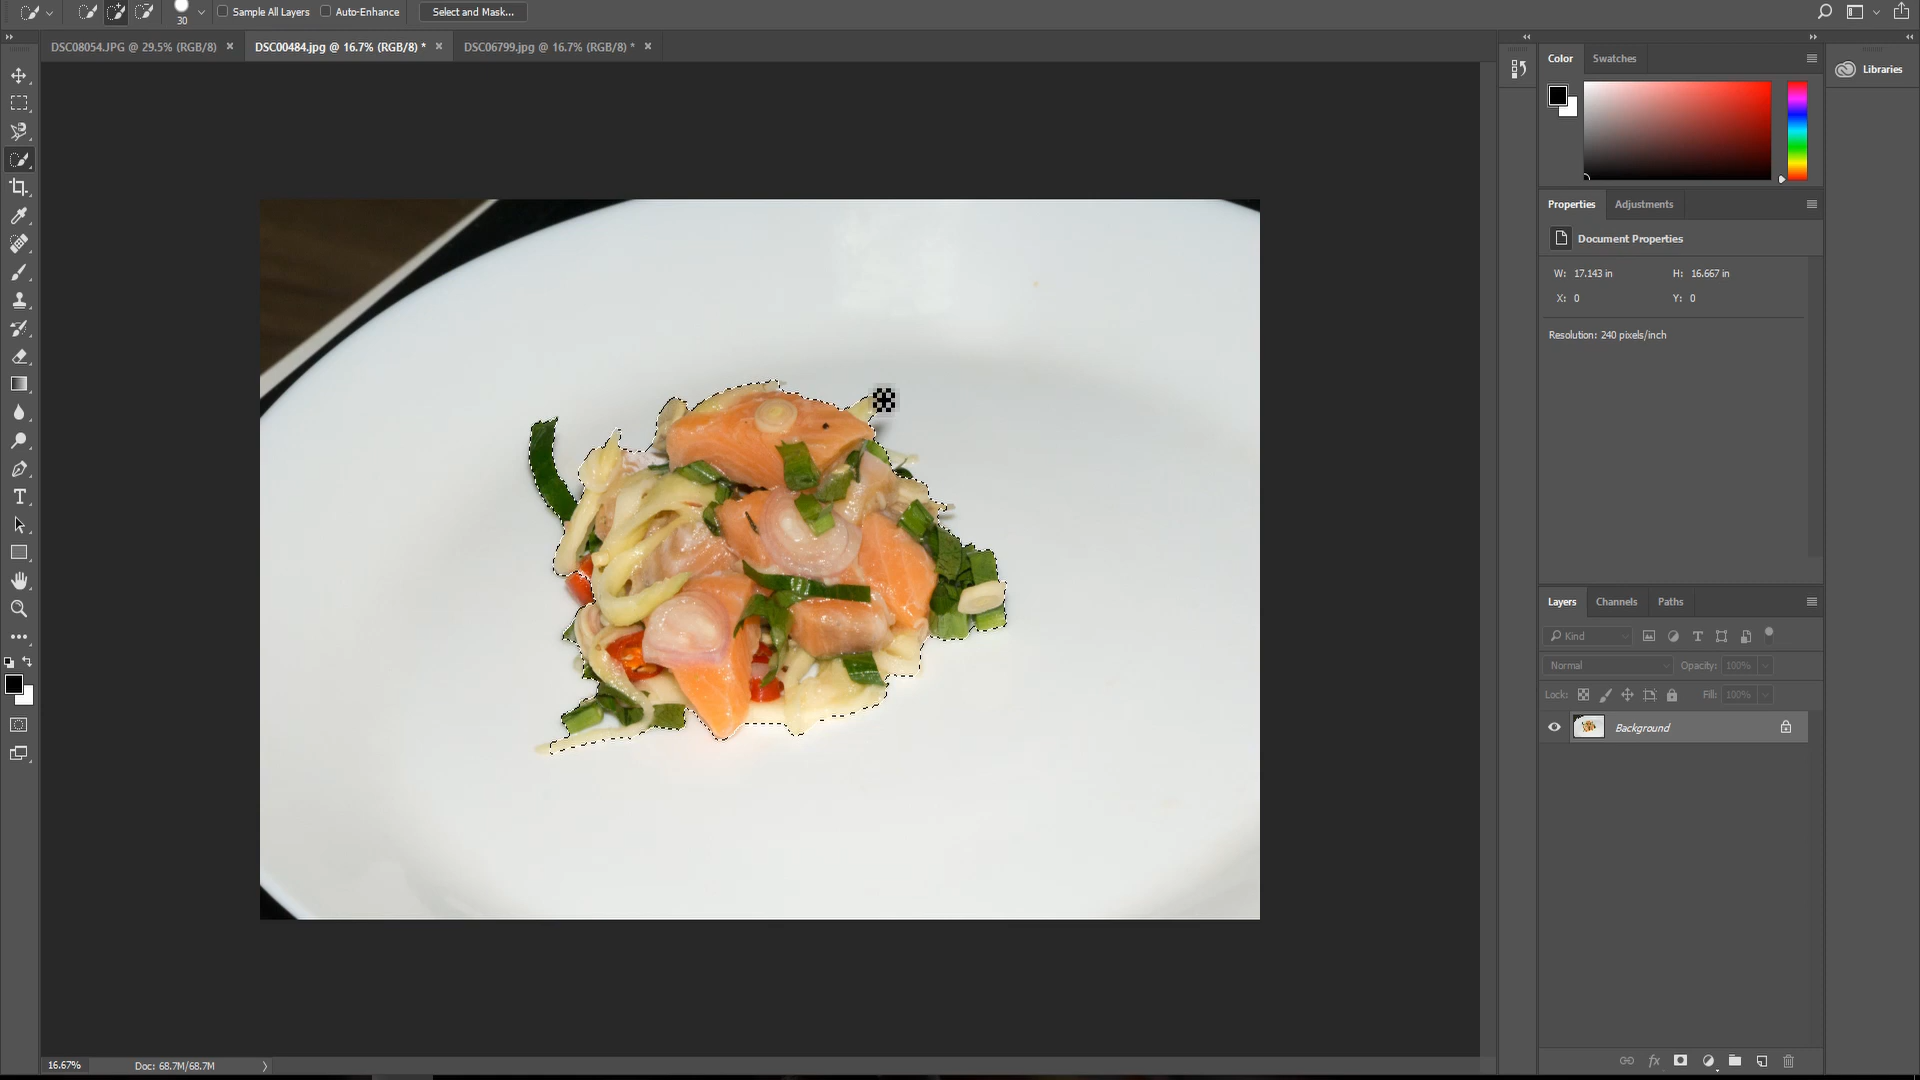 30
Sample All Layers
Auto-Enhance
Select and Mask...
DSC08054.JPG @ 29.5% (RGB/8) ×
DSC00484.jpg @ 16.7% (RGB/8) * ×
DSC06799.jpg @ 16.7% (RGB/8) * ×
Color
Swatches
Libraries
Properties
Adjustments
Document Properties
W: 17.143 in
H: 16.667 in
X: 0
Y: 0
Resolution: 240 pixels/inch
Layers
Channels
Paths
Kind
Normal
Opacity: 100%
Lock:
Fill: 100%
Background
fx
16.67%
Doc: 68.7M/68.7M